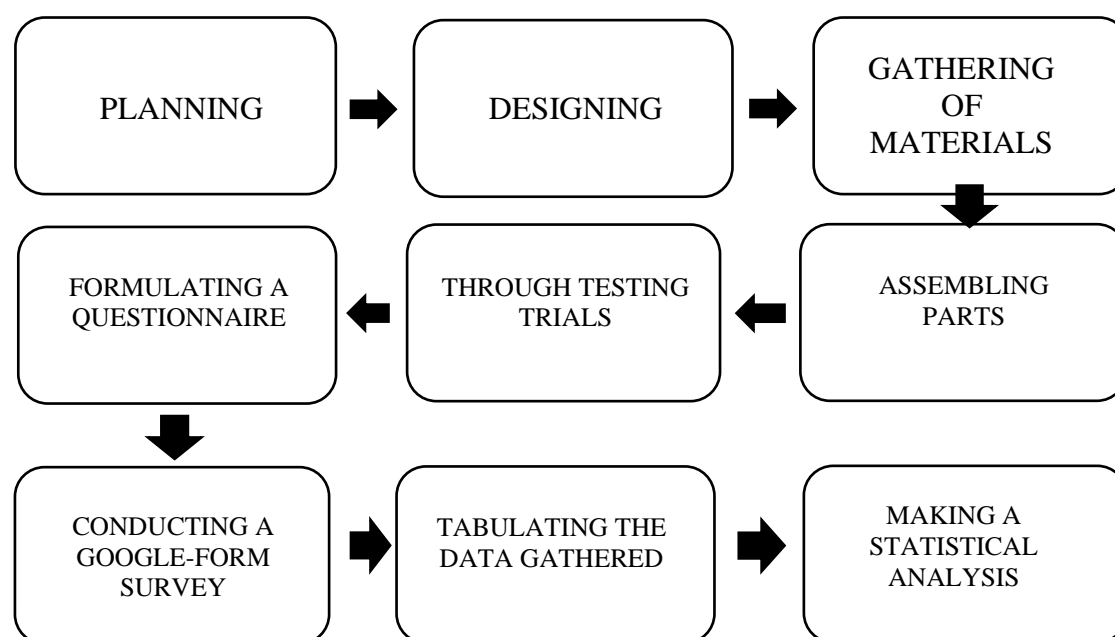 PLANNING
DESIGNING
GATHERING
OF
MATERIALS
ASSEMBLING
PARTS
THROUGH TESTING
TRIALS
FORMULATING A
QUESTIONNAIRE
CONDUCTING A
GOOGLE-FORM
SURVEY
TABULATING THE
DATA GATHERED
MAKING A
STATISTICAL
ANALYSIS